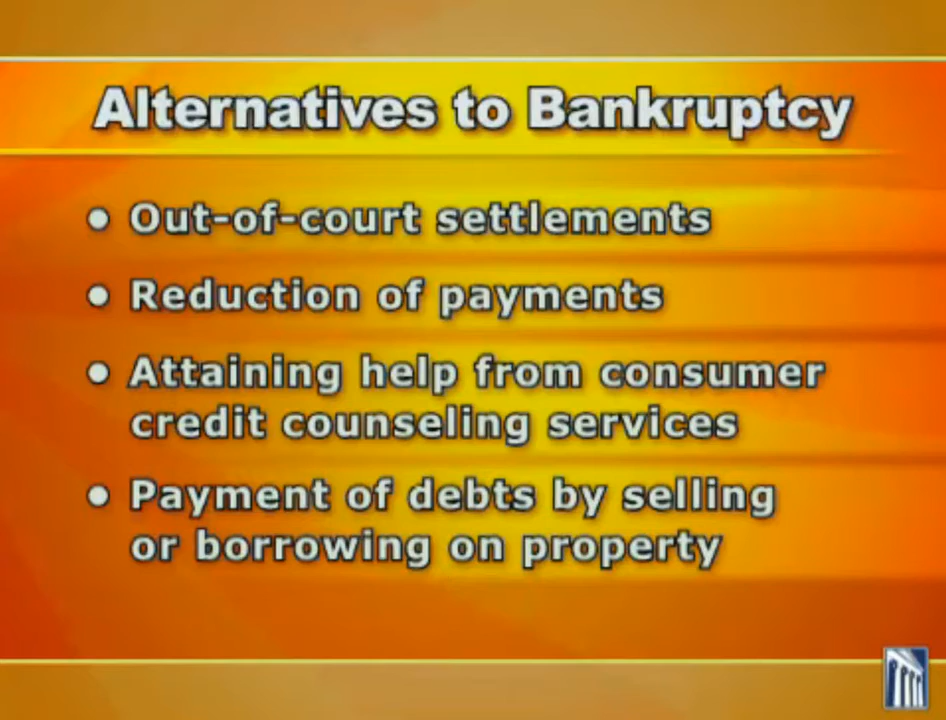 Alternatives to Bankruptcy
• Out-of-court settlements
• Reduction of payments
• Attaining help from consumer
credit counseling services
• Payment of debts by selling
or borrowing on property